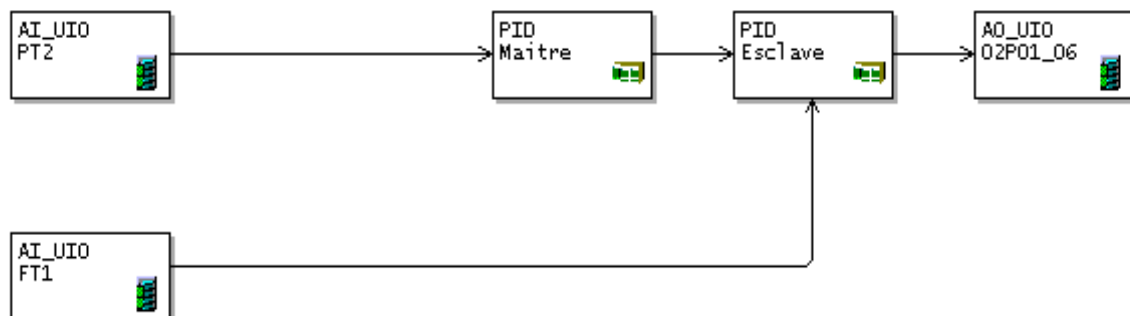 AI_UIO
PT2
PID
Maitre
PID
Esclave
AO_UIO
02P01_06
AI_UIO
FT1